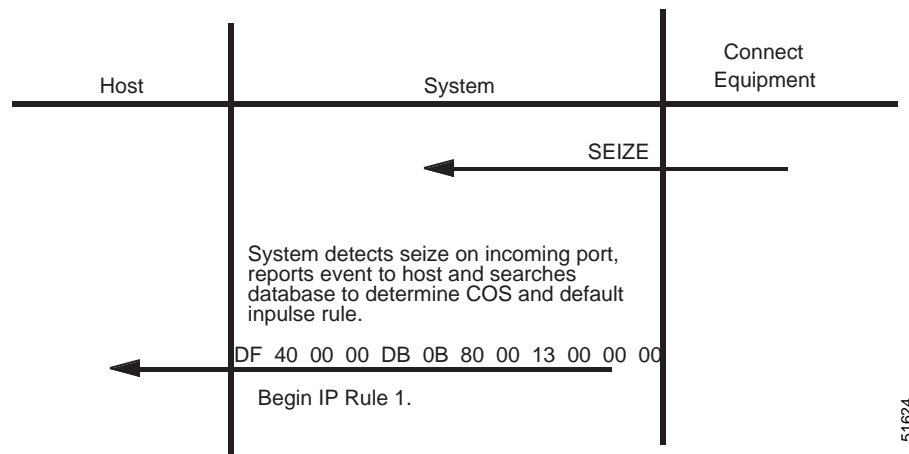 Host
System
Connect
Equipment
SEIZE
System detects seize on incoming port,
reports event to host and searches
database to determine COS and default
inpulse rule.
DF 40 00 00 DB 0B 80 00 13 00 00 00
Begin IP Rule 1.
51624